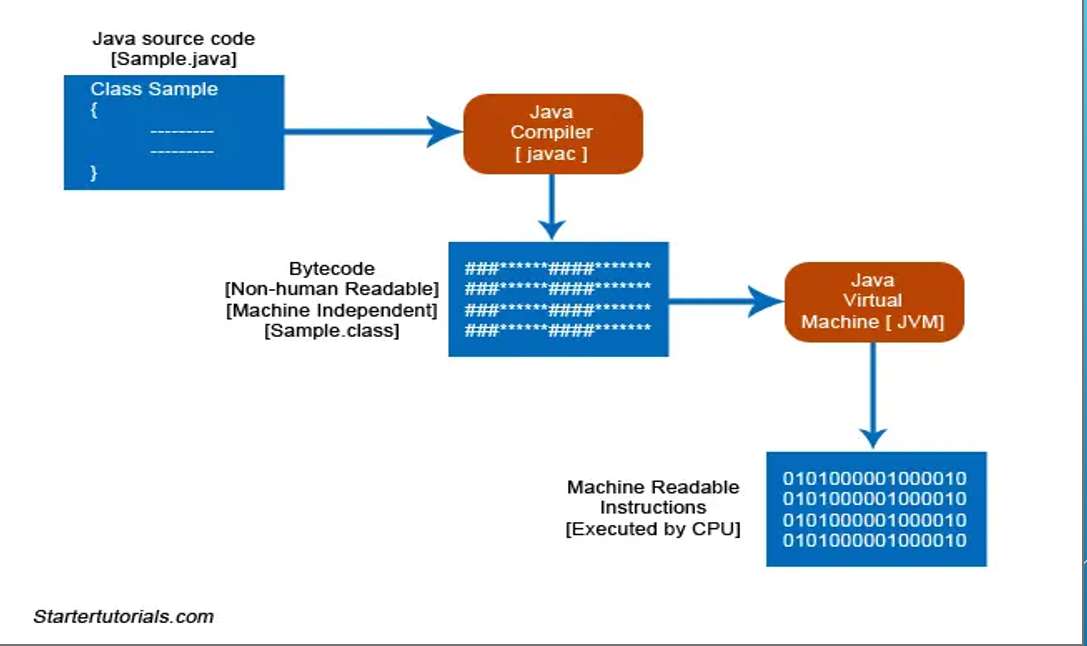 Java source code
[Sample.java]
Class Sample
{
---------
---------
}
Java
Compiler
[ javac ]
Bytecode
[Non-human Readable]
[Machine Independent]
[Sample.class]
###******####*******
###******####*******
###******####*******
###******####*******
Java
Virtual
Machine [ JVM]
Machine Readable
Instructions
[Executed by CPU]
0101000001000010
0101000001000010
0101000001000010
0101000001000010
Startertutorials.com